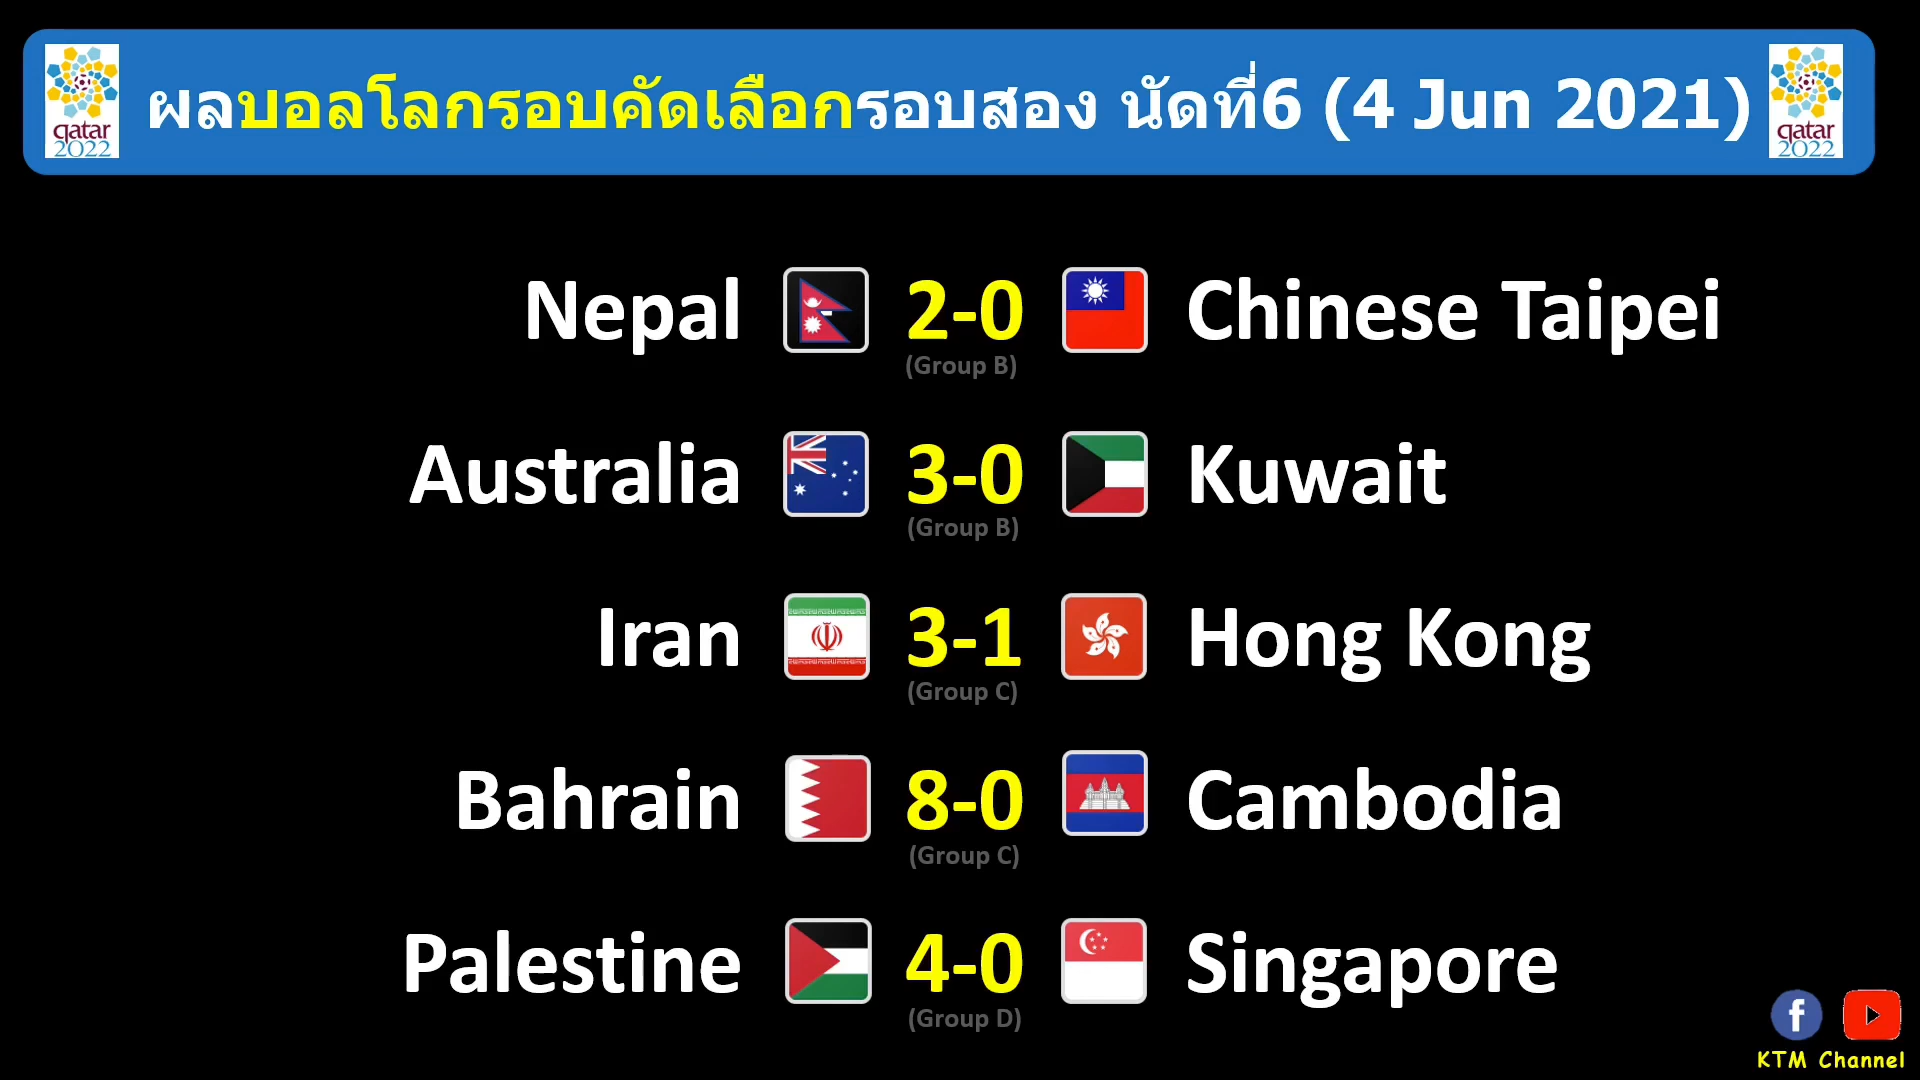 ผลบอลโลกรอบคัดเลือกรอบสอง นัดที่6 (4 Jun 2021)
qatar
2022
qatar
2022
Nepal 2-0 Chinese Taipei
(Group B)
Australia 3-0 Kuwait
(Group B)
Iran 3-1 Hong Kong
(Group C)
Bahrain 8-0 Cambodia
(Group C)
Palestine 4-0 Singapore
(Group D)
KTM Channel